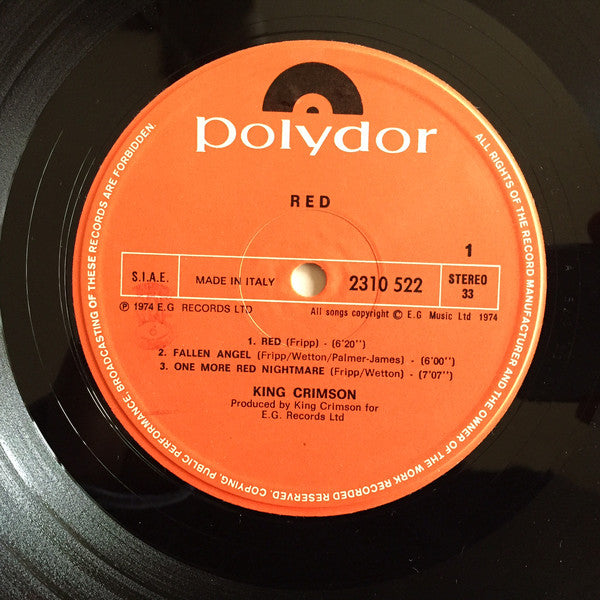 polydor
RED
1
S.I.A.E.
MADE IN ITALY
2310 522
STEREO
33
℗ 1974 E.G RECORDS LTD
All songs copyright © E.G Music Ltd 1974
1. RED (Fripp) - (6'20'')
2. FALLEN ANGEL (Fripp/Wetton/Palmer-James) - (6'00'')
3. ONE MORE RED NIGHTMARE (Fripp/Wetton) - (7'07'')
KING CRIMSON
Produced by King Crimson for
E.G. Records Ltd
ALL RIGHTS OF THE RECORD MANUFACTURER AND THE OWNER OF THE WORK RECORDED RESERVED. COPYING, PUBLIC PERFORMANCE, BROADCASTING OF THESE RECORDS ARE FORBIDDEN.